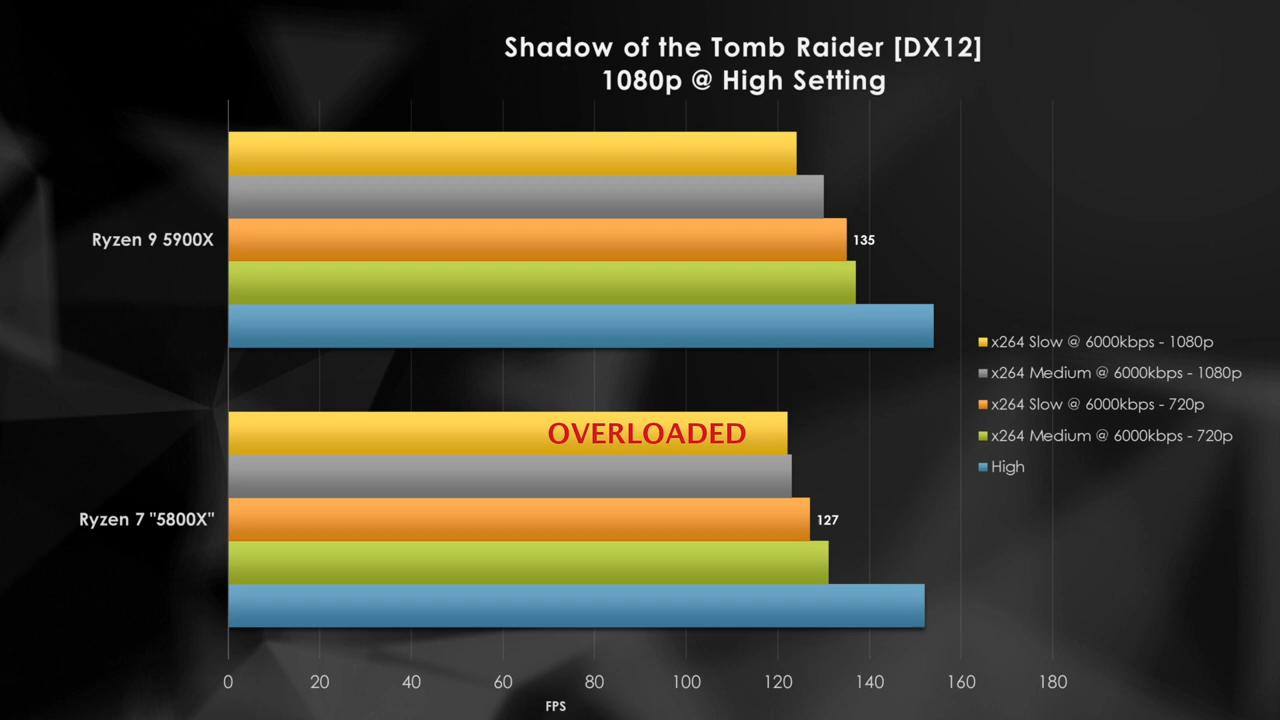 Shadow of the Tomb Raider [DX12]
1080p @ High Setting
Ryzen 9 5900X
135
x264 Slow @ 6000kbps - 1080p
x264 Medium @ 6000kbps - 1080p
x264 Slow @ 6000kbps - 720p
x264 Medium @ 6000kbps - 720p
High
OVERLOADED
Ryzen 7 "5800X"
127
0 20 40 60 80 100 120 140 160 180
FPS